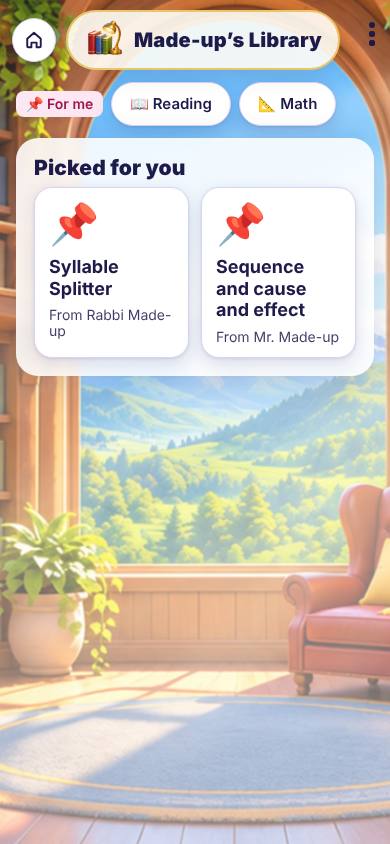 Made-up's Library
📌 For me
📖 Reading
📐 Math
Picked for you
Syllable
Splitter
From Rabbi Made-
up
Sequence
and cause
and effect
From Mr. Made-up